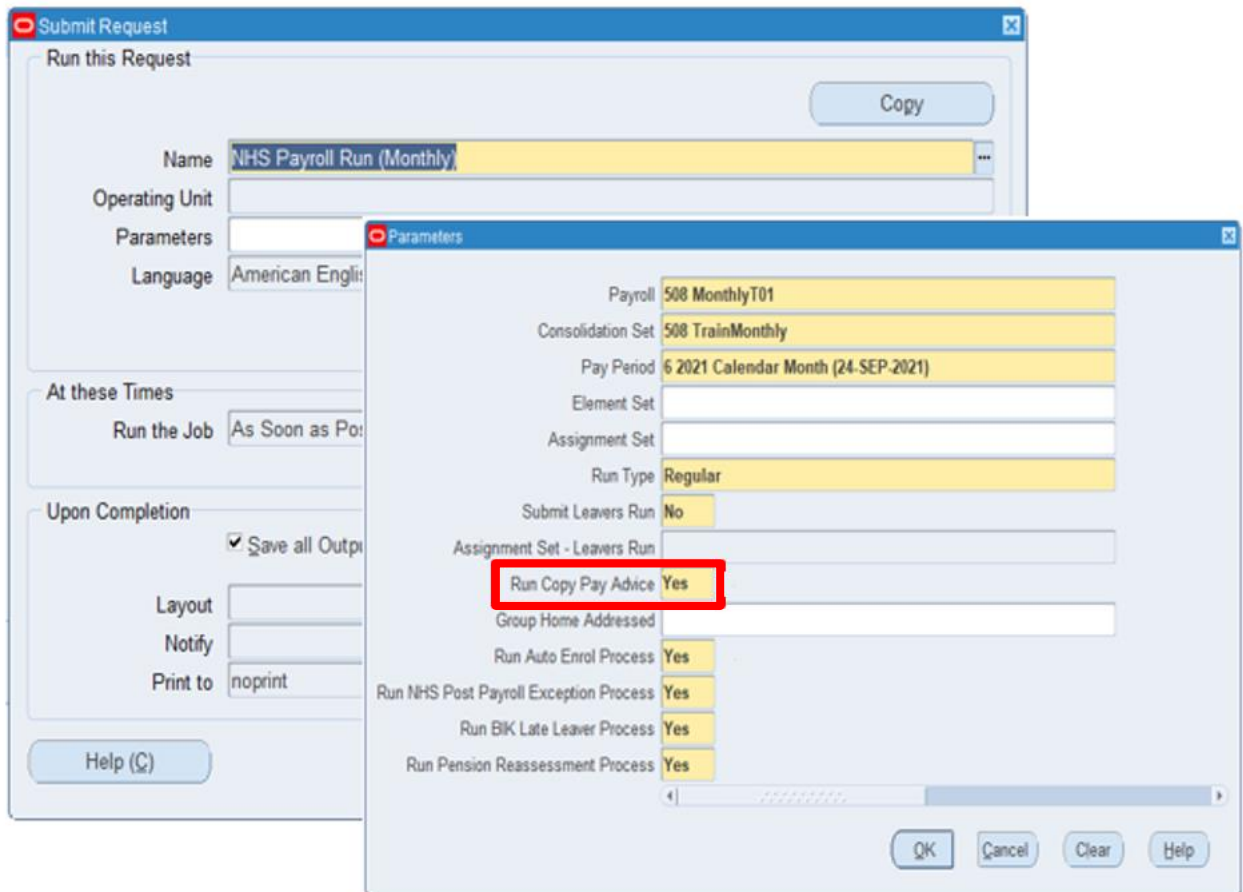 Submit Request
Run this Request
Copy
Name NHS Payroll Run (Monthly)
Operating Unit
Parameters
Language American Englis
At these Times
Run the Job As Soon as Pos
Upon Completion
Save all Outpu
Layout
Notify
Print to noprint
Help (C)
Parameters
Payroll 508 MonthlyT01
Consolidation Set 508 TrainMonthly
Pay Period 6 2021 Calendar Month (24-SEP-2021)
Element Set
Assignment Set
Run Type Regular
Submit Leavers Run No
Assignment Set - Leavers Run
Run Copy Pay Advice Yes
Group Home Addressed
Run Auto Enrol Process Yes
Run NHS Post Payroll Exception Process Yes
Run BIK Late Leaver Process Yes
Run Pension Reassessment Process Yes
OK Cancel Clear Help